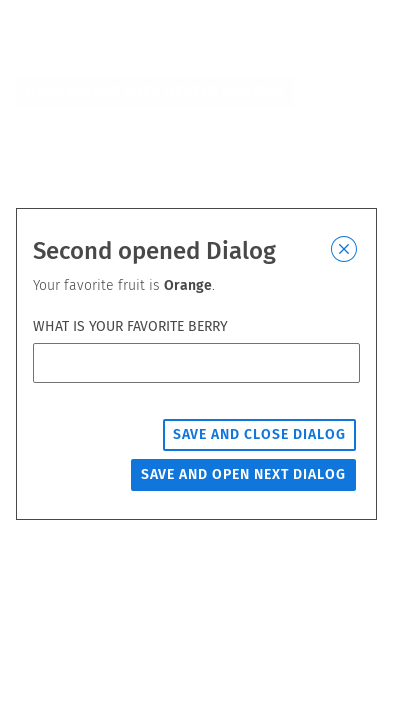 Second opened Dialog
Your favorite fruit is Orange.
WHAT IS YOUR FAVORITE BERRY
SAVE AND CLOSE DIALOG
SAVE AND OPEN NEXT DIALOG